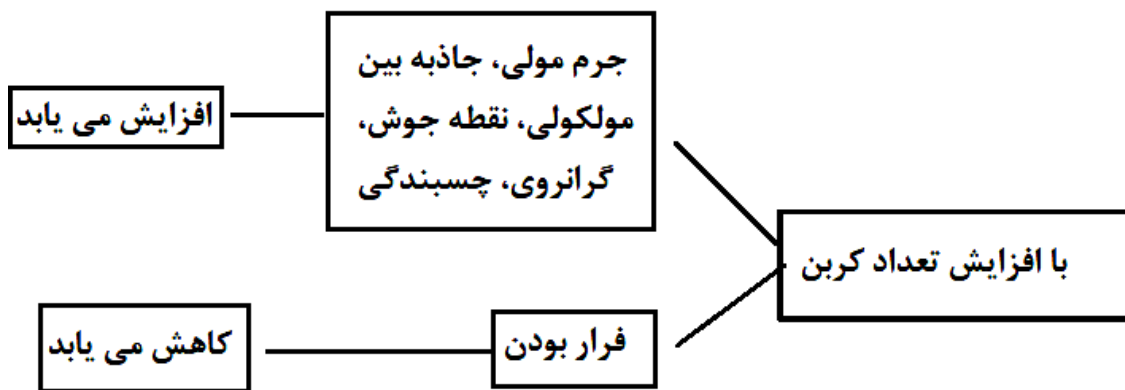 با افزایش تعداد کربن
جرم مولی، جاذبه بین
مولکولی، نقطه جوش،
گرانروی، چسبندگی
افزایش می یابد
فرار بودن
کاهش می یابد